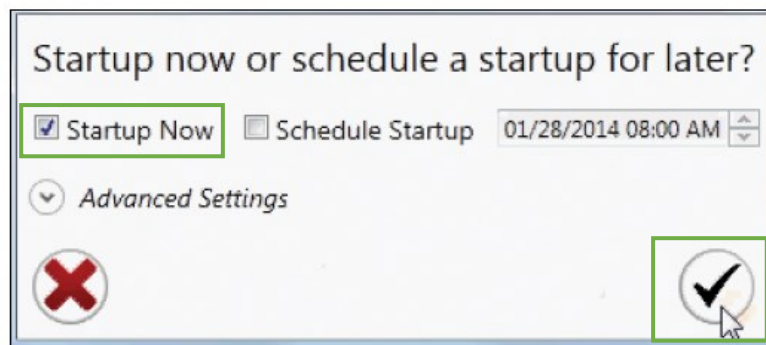 Startup now or schedule a startup for later?
Startup Now Schedule Startup 01/28/2014 08:00 AM
Advanced Settings